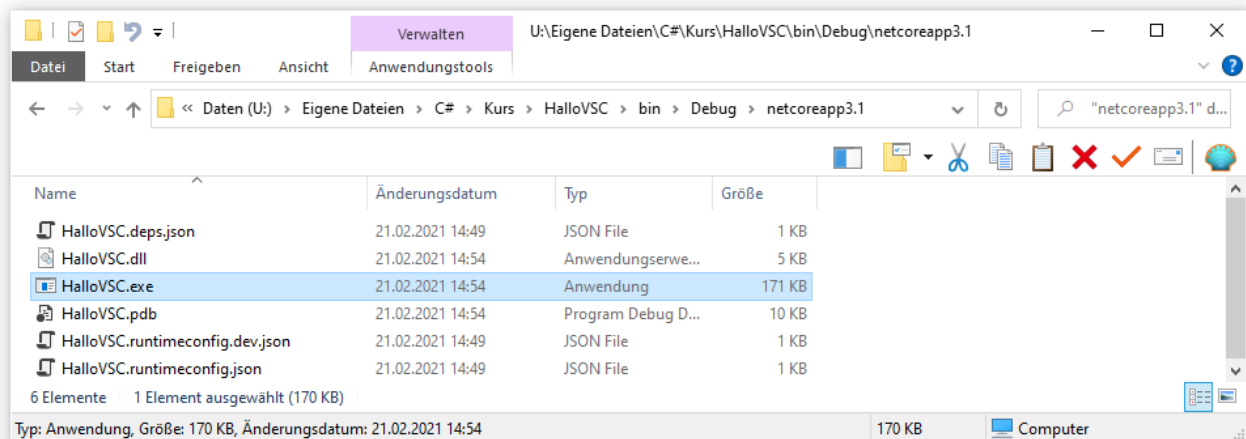 Verwalten U:\Eigene Dateien\C#\Kurs\HalloVSC\bin\Debug\netcoreapp3.1
Datei Start Freigeben Ansicht Anwendungstools
« Daten (U:) › Eigene Dateien › C# › Kurs › HalloVSC › bin › Debug › netcoreapp3.1 "netcoreapp3.1" d...
Name Änderungsdatum Typ Größe
HalloVSC.deps.json 21.02.2021 14:49 JSON File 1 KB
HalloVSC.dll 21.02.2021 14:54 Anwendungserwe... 5 KB
HalloVSC.exe 21.02.2021 14:54 Anwendung 171 KB
HalloVSC.pdb 21.02.2021 14:54 Program Debug D... 10 KB
HalloVSC.runtimeconfig.dev.json 21.02.2021 14:49 JSON File 1 KB
HalloVSC.runtimeconfig.json 21.02.2021 14:49 JSON File 1 KB
6 Elemente 1 Element ausgewählt (170 KB)
Typ: Anwendung, Größe: 170 KB, Änderungsdatum: 21.02.2021 14:54 170 KB Computer